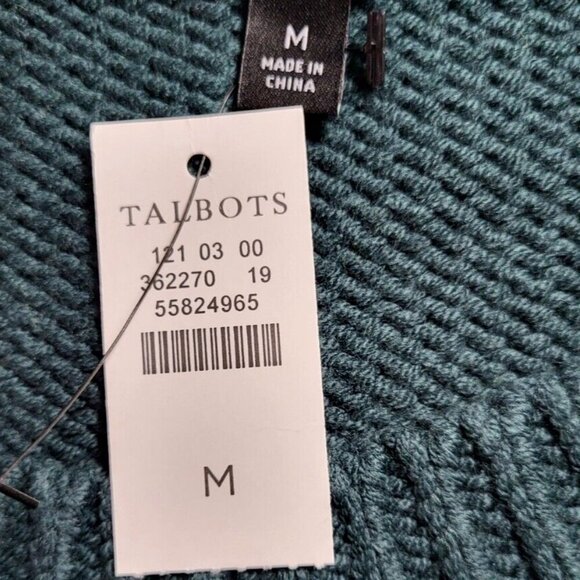 M
MADE IN
CHINA
TALBOTS
121 03 00
362270 19
55824965
M